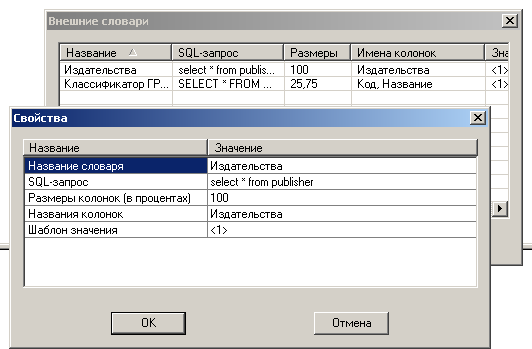 Внешние словари
Название SQL-запрос Размеры Имена колонок Зна
Издательства select * from publis... 100 Издательства <1>
Классификатор ГР... SELECT * FROM ... 25,75 Код, Название <1>
Свойства
Название Значение
Название словаря Издательства
SQL-запрос select * from publisher
Размеры колонок (в процентах) 100
Названия колонок Издательства
Шаблон значения <1>
OK Отмена